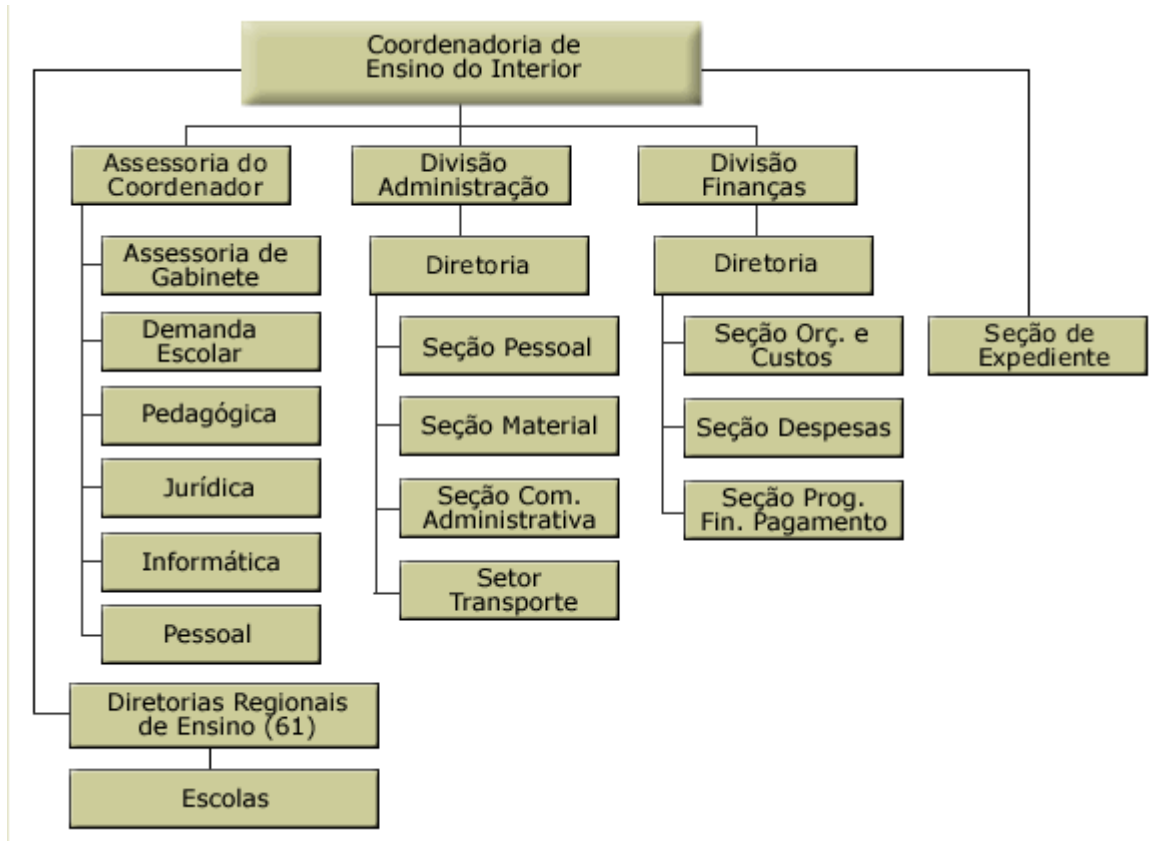 Coordenadoria de
Ensino do Interior
Assessoria do
Coordenador
Divisão
Administração
Divisão
Finanças
Assessoria de
Gabinete
Diretoria
Diretoria
Demanda
Escolar
Seção Pessoal
Seção Orç. e
Custos
Seção de
Expediente
Pedagógica
Seção Material
Seção Despesas
Jurídica
Seção Com.
Administrativa
Seção Prog.
Fin. Pagamento
Informática
Setor
Transporte
Pessoal
Diretorias Regionais
de Ensino (61)
Escolas